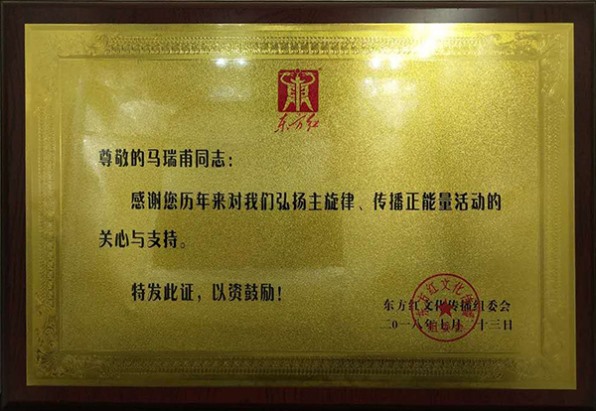 东方红
尊敬的马瑞甫同志：
感谢您历年来对我们弘扬主旋律、传播正能量活动的
关心与支持。
特发此证，以资鼓励！
东方红文化传播组委会
二〇一八年七月二十三日